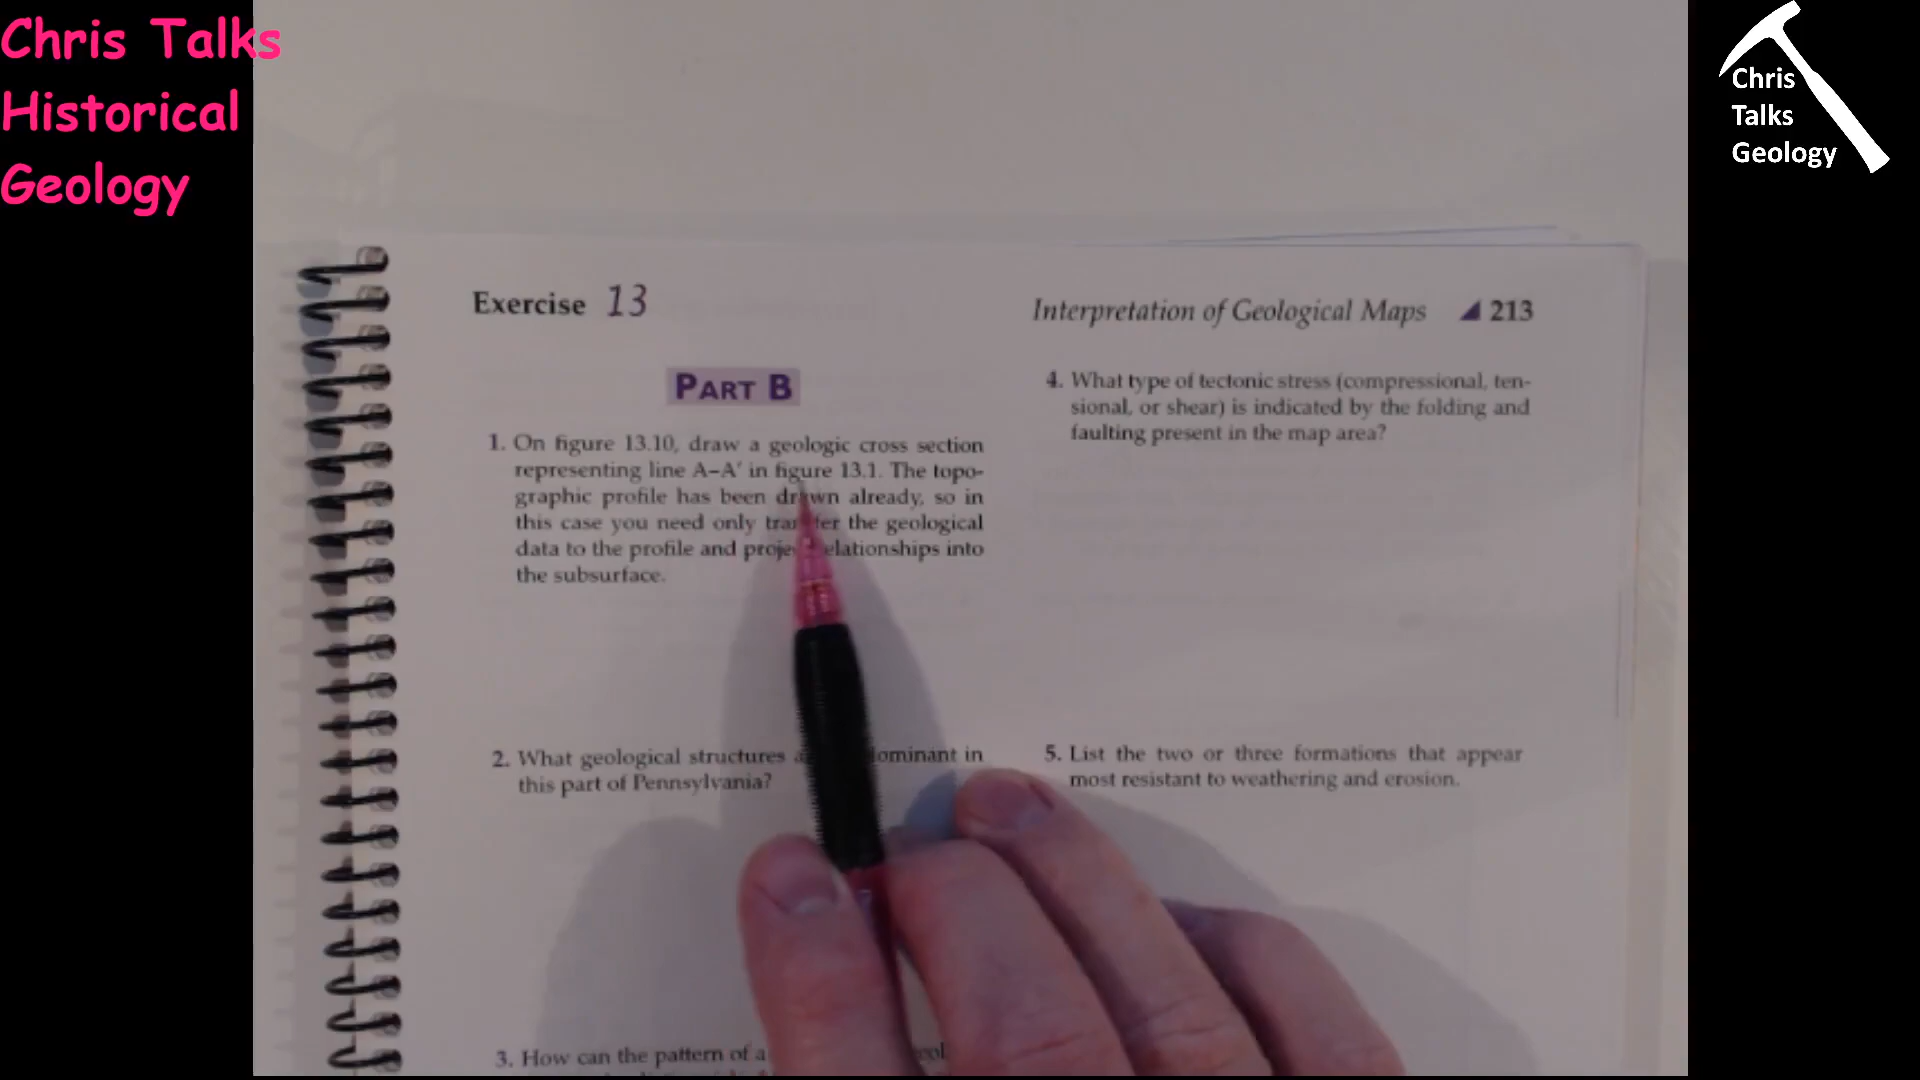 Chris Talks
Historical
Geology
Chris
Talks
Geology
Exercise 13
Interpretation of Geological Maps 213
PART B
1. On figure 13.10, draw a geologic cross section
representing line A–A′ in figure 13.1. The topo-
graphic profile has been drawn already, so in
this case you need only the geological
data to the profile and relationships into
the subsurface.
2. What geological structures in
this part of Pennsylvania?
3. How can the pattern of a
4. What type of tectonic stress (compressional, ten-
sional, or shear) is indicated by the folding and
faulting present in the map area?
5. List the two or three formations that appear
most resistant to weathering and erosion.